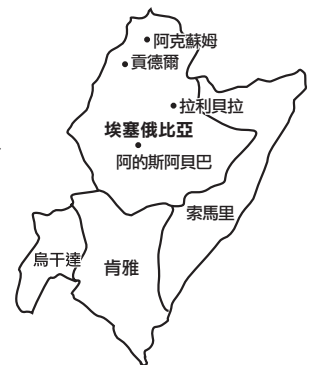 阿克蘇姆
貢德爾
拉利貝拉
埃塞俄比亞
阿的斯阿貝巴
索馬里
烏干達
肯雅